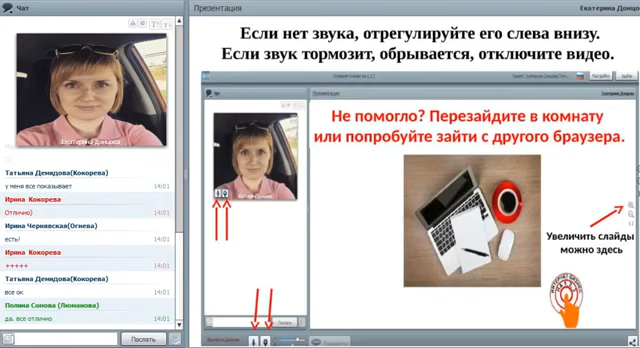 Чат
Екатерина Донцова
Татьяна Демидова(Кокорева)
у меня все показывает
14:01
Ирина Кокорева
Отлично)
14:01
Ирина Чернявская(Огнева)
есть!
14:01
Ирина Кокорева
+++++
14:01
Татьяна Демидова(Кокорева)
все ок
14:01
Полина Сонова (Люманова)
да. все отлично
14:01
Послать
Презентация
Екатерина Донцо
Если нет звука, отрегулируйте его слева внизу.
Если звук тормозит, обрывается, отключите видео.
Чат
Презентация
Не помогло? Перезайдите в комнату
или попробуйте зайти с другого браузера.
Увеличить слайды
можно здесь